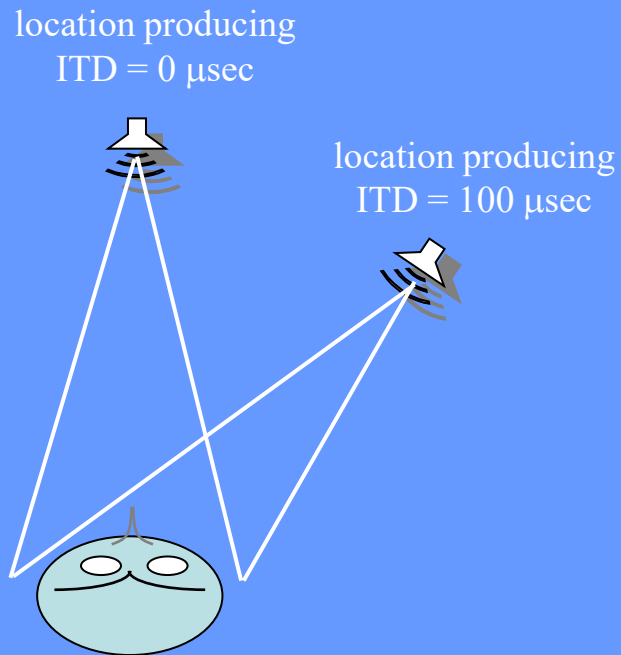 location producing
ITD = 0 μsec
location producing
ITD = 100 μsec